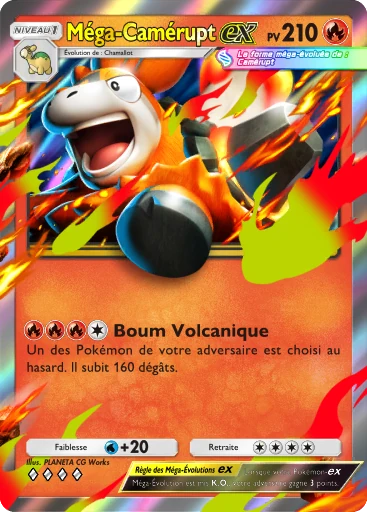 NIVEAU 1
Méga-Camérupt ex PV 210
Évolution de : Chamallot
La forme méga-évoluée de :
Camérupt
Boum Volcanique
Un des Pokémon de votre adversaire est choisi au
hasard. Il subit 160 dégâts.
Faiblesse +20 Retraite
Illus. PLANETA CG Works
Règle des Méga-Évolutions ex Lorsque votre Pokémon-ex
Méga-Évolution est mis K.O., votre adversaire gagne 3 points.